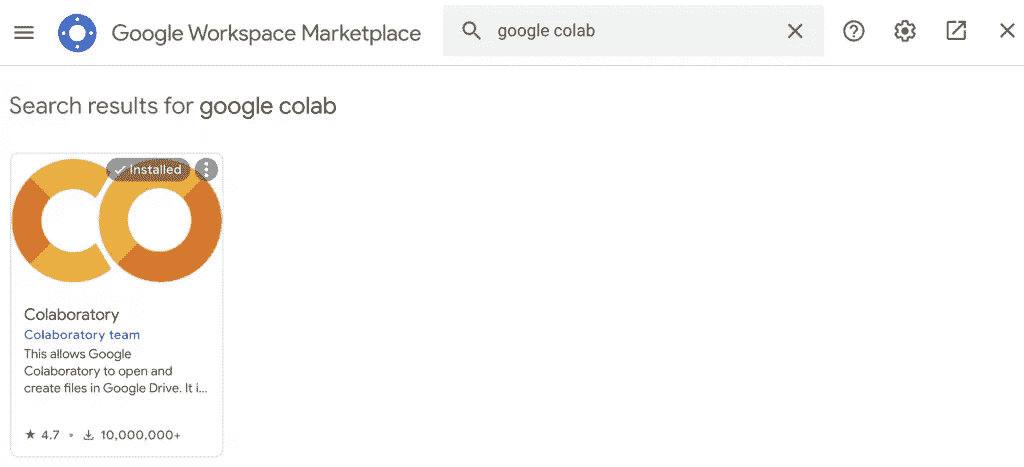 Google Workspace Marketplace
google colab
Search results for google colab
Installed
Colaboratory
Colaboratory team
This allows Google
Colaboratory to open and
create files in Google Drive. It i...
4.7 • 10,000,000+